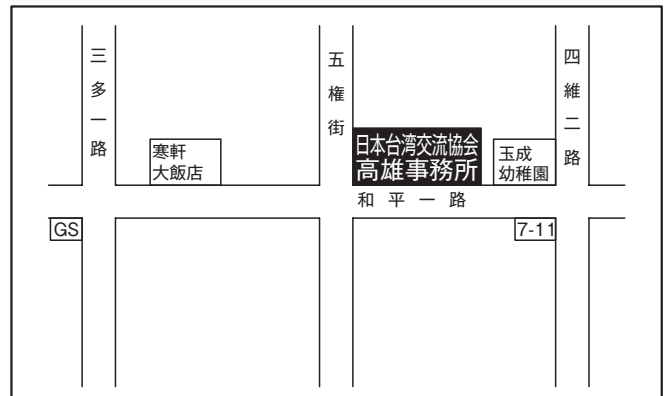 三多一路
五権街
四維二路
寒軒
大飯店
日本台湾交流協会
高雄事務所
玉成
幼稚園
和平一路
GS
7-11